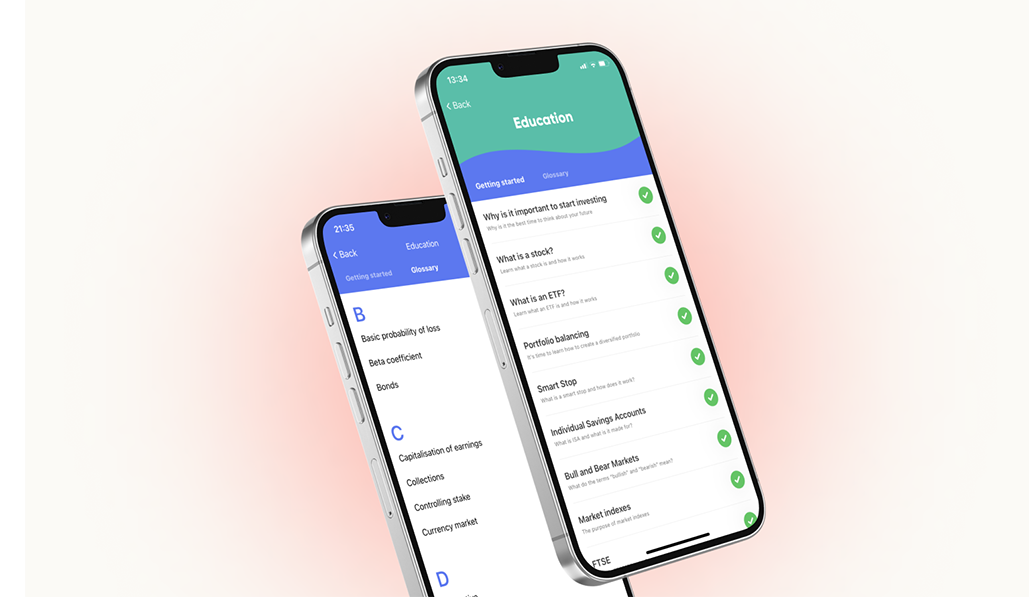 21:35
Back
Education
Getting started
Glossary
B
Basic probability of loss
Beta coefficient
Bonds
C
Capitalisation of earnings
Collections
Controlling stake
Currency market
D
13:34
Back
Education
Getting started
Glossary
Why is it important to start investing
Why is it the best time to think about your future
What is a stock?
Learn what a stock is and how it works
What is an ETF?
Learn what an ETF is and how it works
Portfolio balancing
It's time to learn how to create a diversified portfolio
Smart Stop
What is a smart stop and how does it work?
Individual Savings Accounts
What is ISA and what is it made for?
Bull and Bear Markets
What do the terms "bullish" and "bearish" mean?
Market indexes
The purpose of market indexes
FTSE